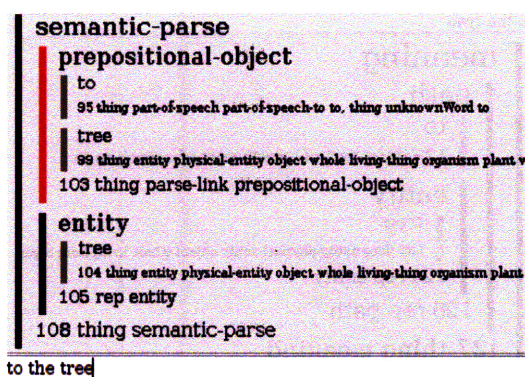 semantic-parse
prepositional-object
to
95 thing part-of-speech part-of-speech-to to, thing unknownWord to
tree
99 thing entity physical-entity object whole living-thing organism plant
103 thing parse-link prepositional-object
entity
tree
104 thing entity physical-entity object whole living-thing organism plant
105 rep entity
108 thing semantic-parse
to the tree